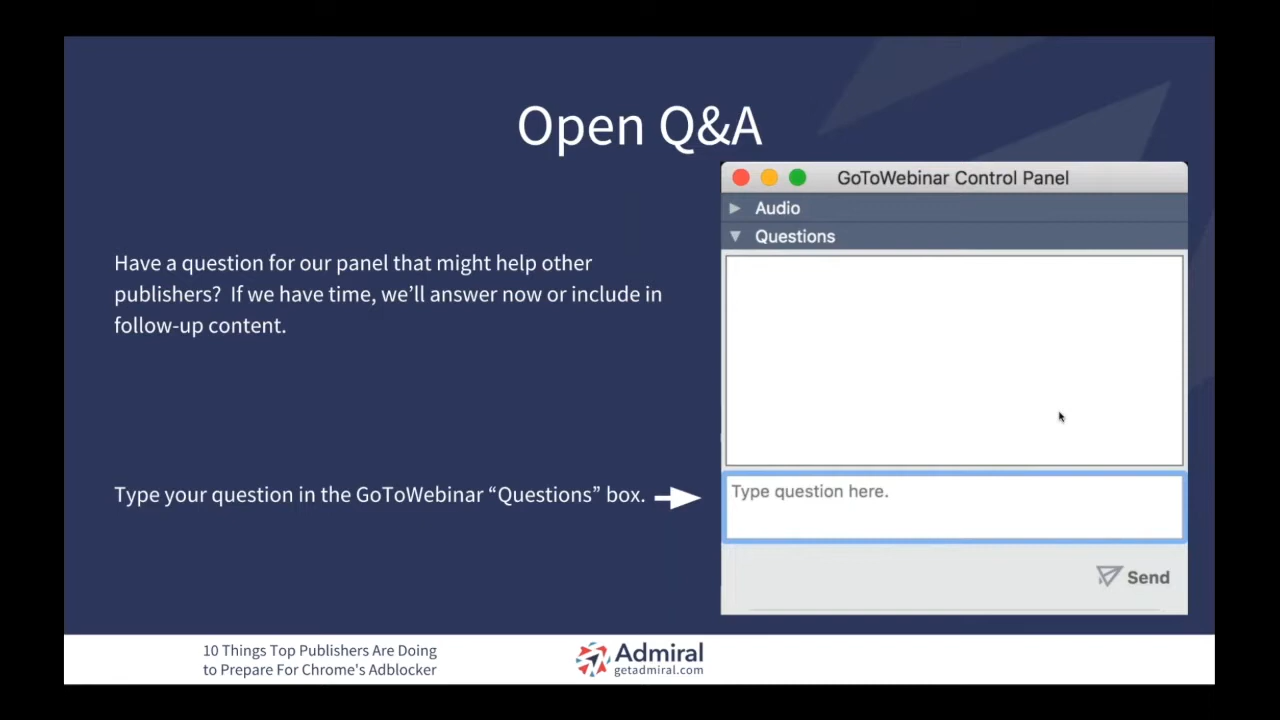 Open Q&A
Have a question for our panel that might help other
publishers? If we have time, we’ll answer now or include in
follow-up content.
Type your question in the GoToWebinar “Questions” box.
GoToWebinar Control Panel
Audio
Questions
Type question here.
Send
10 Things Top Publishers Are Doing
to Prepare For Chrome's Adblocker
Admiral
getadmiral.com